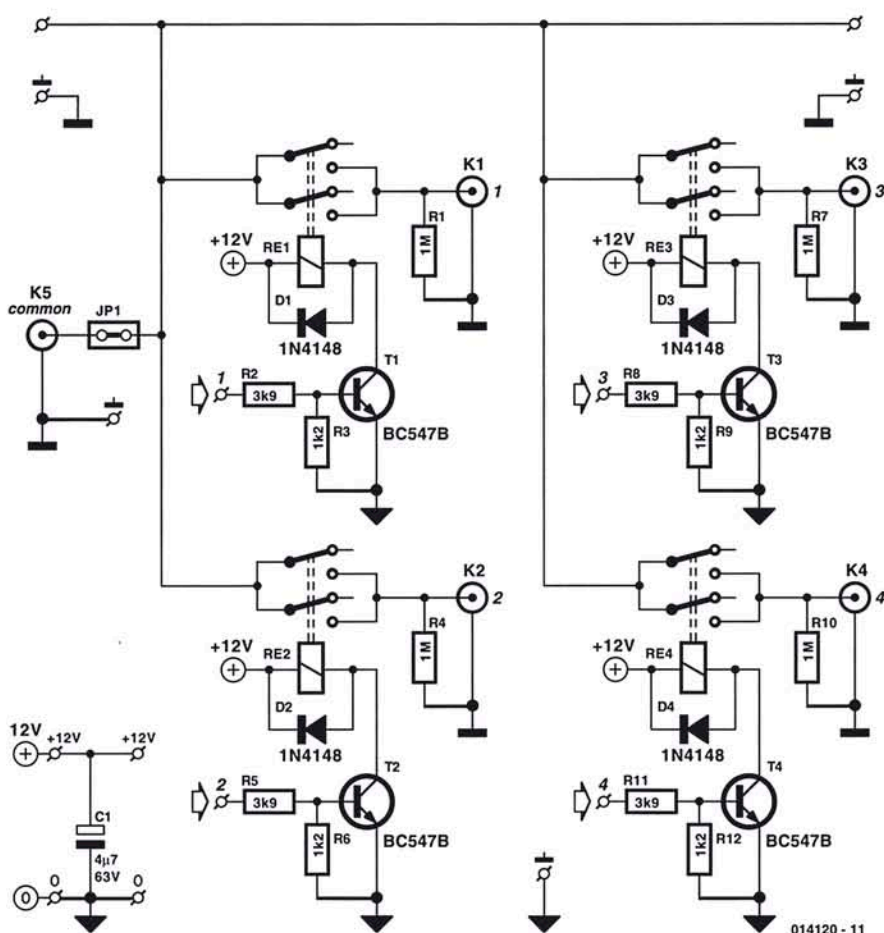 K1
1
K3
3
R1
1M
R7
1M
+12V
RE1
+12V
RE3
K5
common
JP1
D1
1N4148
D3
1N4148
T1
T3
1
R2
3k9
3
R8
3k9
1k2
R3
BC547B
1k2
R9
BC547B
K2
2
K4
4
R4
1M
R10
1M
+12V
RE2
+12V
RE4
D2
1N4148
D4
1N4148
12V
+12V
+12V
T2
T4
2
R5
3k9
4
R11
3k9
C1
4µ7
63V
1k2
R6
BC547B
1k2
R12
BC547B
0
0
0
014120 - 11